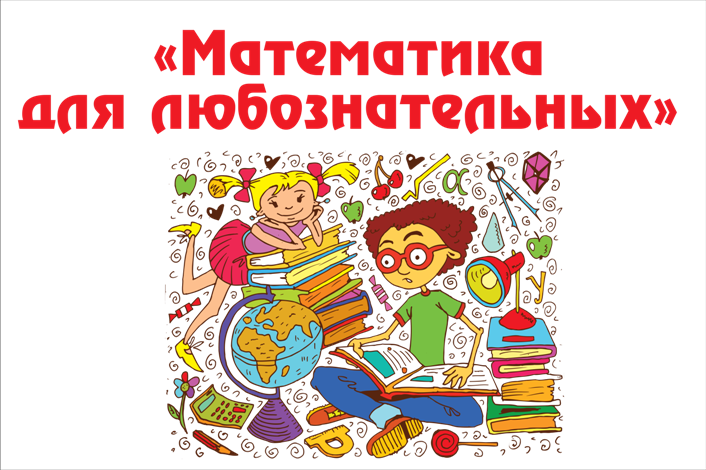 «Математика
для любознательных»
α
У